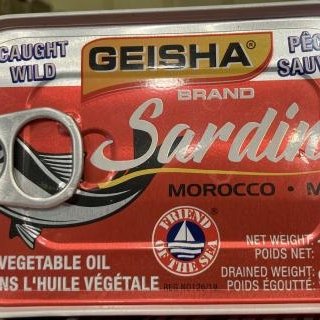 CAUGHT
WILD
GEISHA®
BRAND
PÊC
SAUV
Sardin
MOROCCO • M
FRIEND
OF THE SEA
®
VEGETABLE OIL
NS L'HUILE VÉGÉTALE
NET WEIGHT:
POIDS NET:
DRAINED WEIGHT:
POIDS ÉGOUTTÉ: